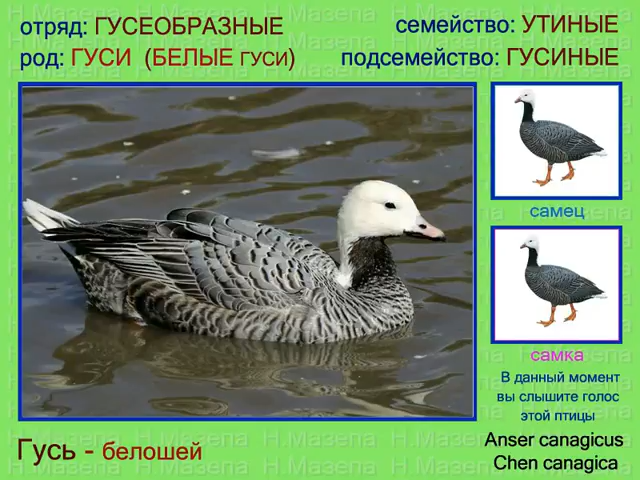 отряд: ГУСЕОБРАЗНЫЕ
семейство: УТИНЫЕ
род: ГУСИ (БЕЛЫЕ ГУСИ)
подсемейство: ГУСИНЫЕ
самец
самка
В данный момент
вы слышите голос
этой птицы
Гусь - белошей
Anser canagicus
Chen canagica
Н.Мазепа